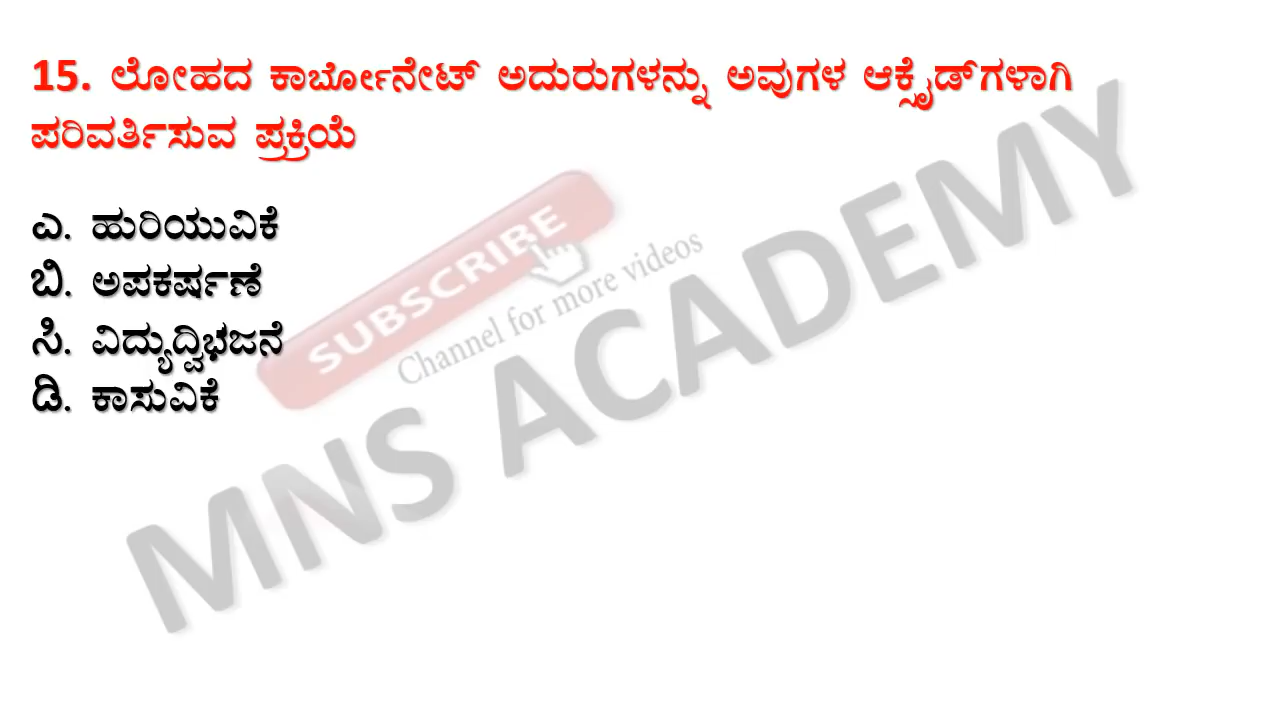 15. ಲೋಹದ ಕಾರ್ಬೋನೇಟ್ ಅದುರುಗಳನ್ನು ಅವುಗಳ ಆಕ್ಸೈಡ್‌ಗಳಾಗಿ
ಪರಿವರ್ತಿಸುವ ಪ್ರಕ್ರಿಯೆ
ಎ. ಹುರಿಯುವಿಕೆ
ಬಿ. ಅಪಕರ್ಷಣೆ
ಸಿ. ವಿದ್ಯುದ್ವಿಭಜನೆ
ಡಿ. ಕಾಸುವಿಕೆ
SUBSCRIBE
Channel for more videos
MNS ACADEMY